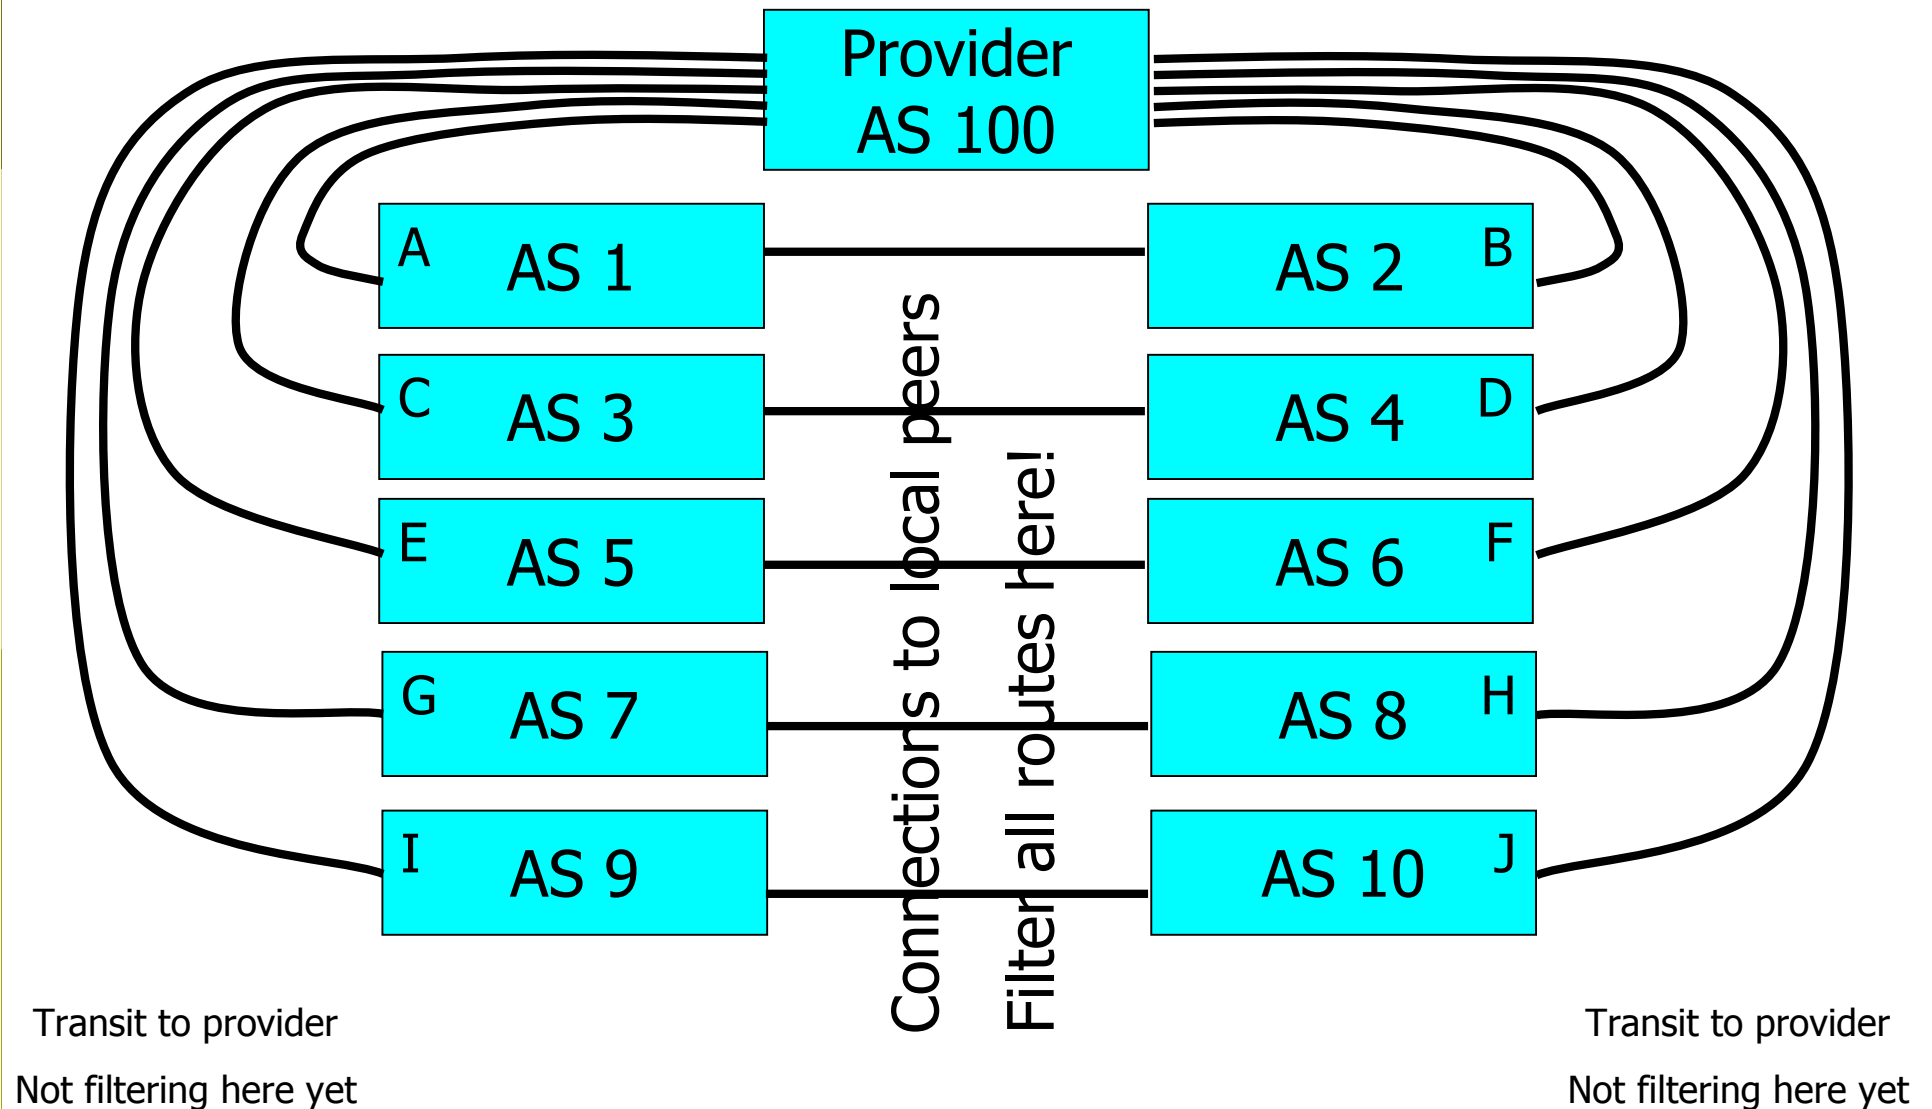 Provider
AS 100
A AS 1
AS 2 B
C AS 3
AS 4 D
E AS 5
AS 6 F
G AS 7
AS 8 H
I AS 9
AS 10 J
Connections to local peers
Filter all routes here!
Transit to provider
Not filtering here yet
Transit to provider
Not filtering here yet